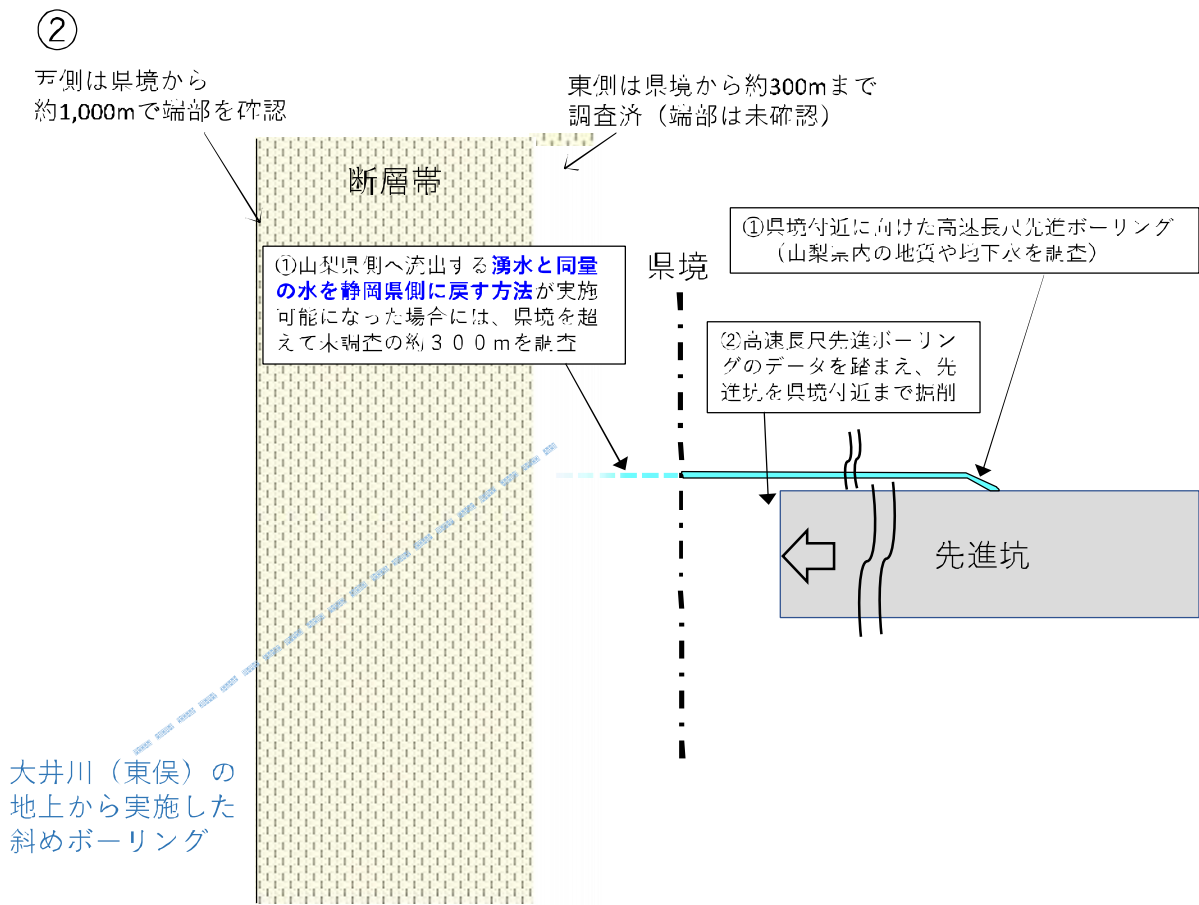 ②
西側は県境から
約1,000mで端部を確認
東側は県境から約300mまで
調査済（端部は未確認）
断層帯
①県境付近に向けた高速長尺先進ボーリング
（山梨県内の地質や地下水を調査）
県境
①山梨県側へ流出する湧水と同量
の水を静岡県側に戻す方法が実施
可能になった場合には、県境を超
えて未調査の約３００ｍを調査
②高速長尺先進ボーリン
グのデータを踏まえ、先
進坑を県境付近まで掘削
先進坑
大井川（東俣）の
地上から実施した
斜めボーリング